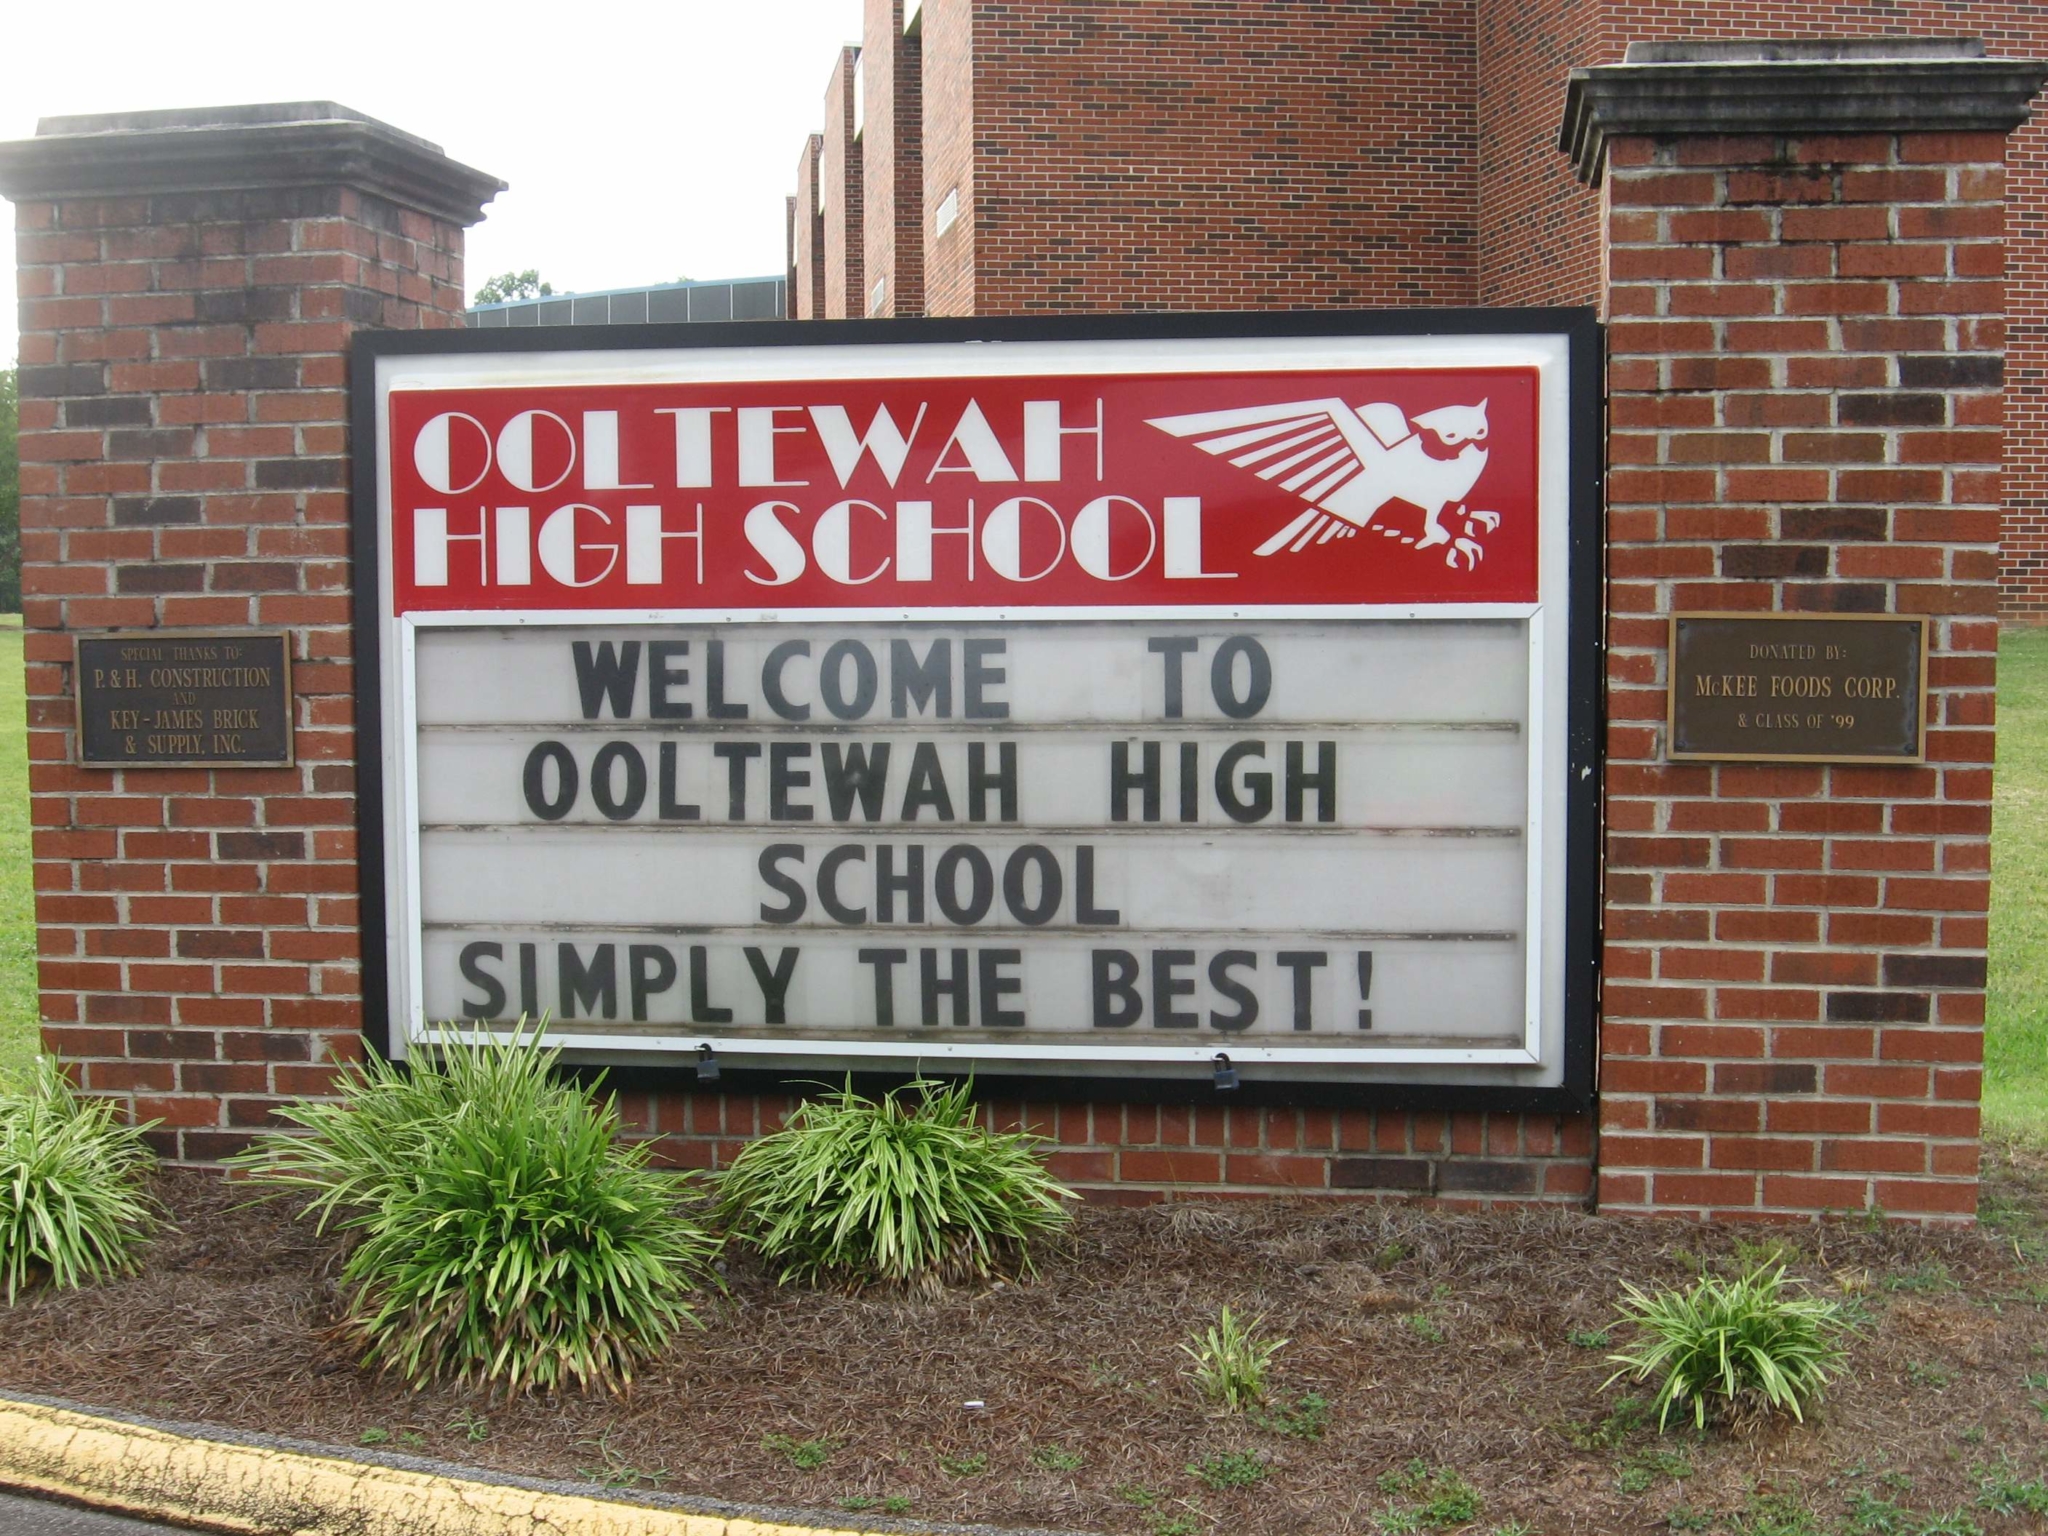 OOLTEWAH
HIGH SCHOOL
WELCOME TO
OOLTEWAH HIGH
SCHOOL
SIMPLY THE BEST!
SPECIAL THANKS TO:
P. & H. CONSTRUCTION
AND
KEY-JAMES BRICK
& SUPPLY, INC.
DONATED BY:
McKEE FOODS CORP.
& CLASS OF '99